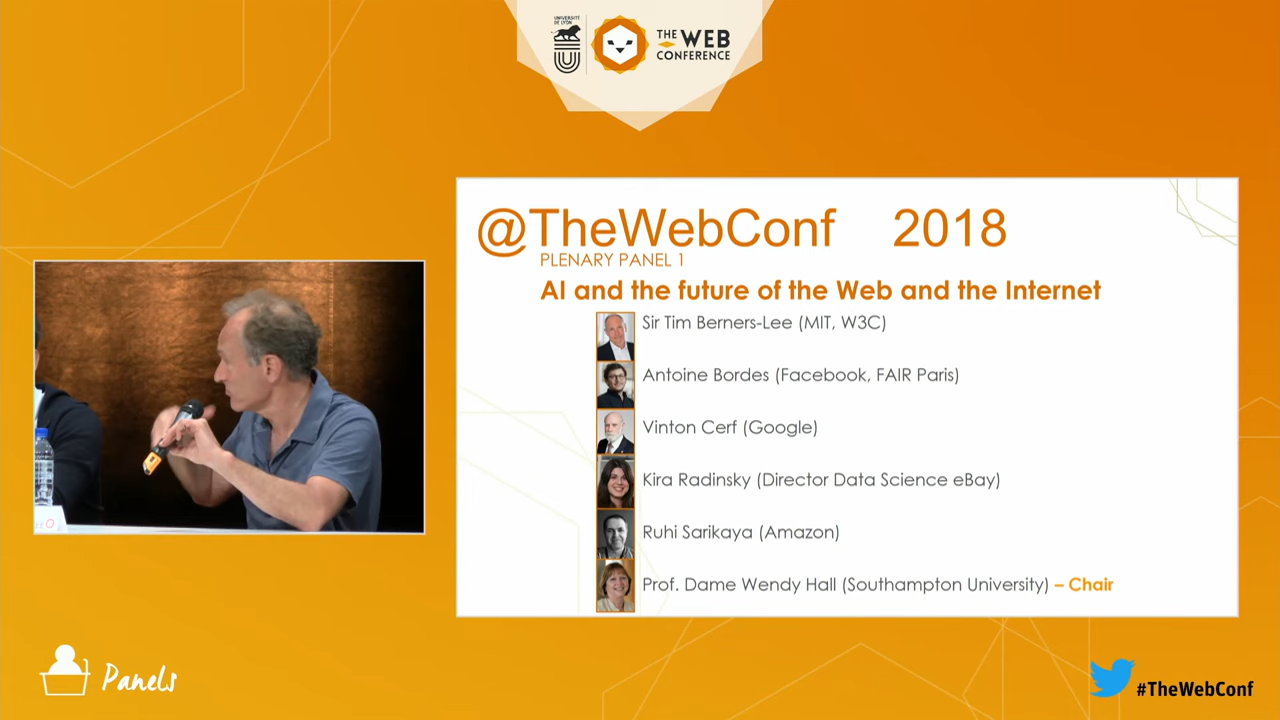 UNIVERSITÉ
DE LYON
THE WEB
CONFERENCE
@TheWebConf 2018
PLENARY PANEL 1
AI and the future of the Web and the Internet
Sir Tim Berners-Lee (MIT, W3C)
Antoine Bordes (Facebook, FAIR Paris)
Vinton Cerf (Google)
Kira Radinsky (Director Data Science eBay)
Ruhi Sarikaya (Amazon)
Prof. Dame Wendy Hall (Southampton University) – Chair
Panels
#TheWebConf